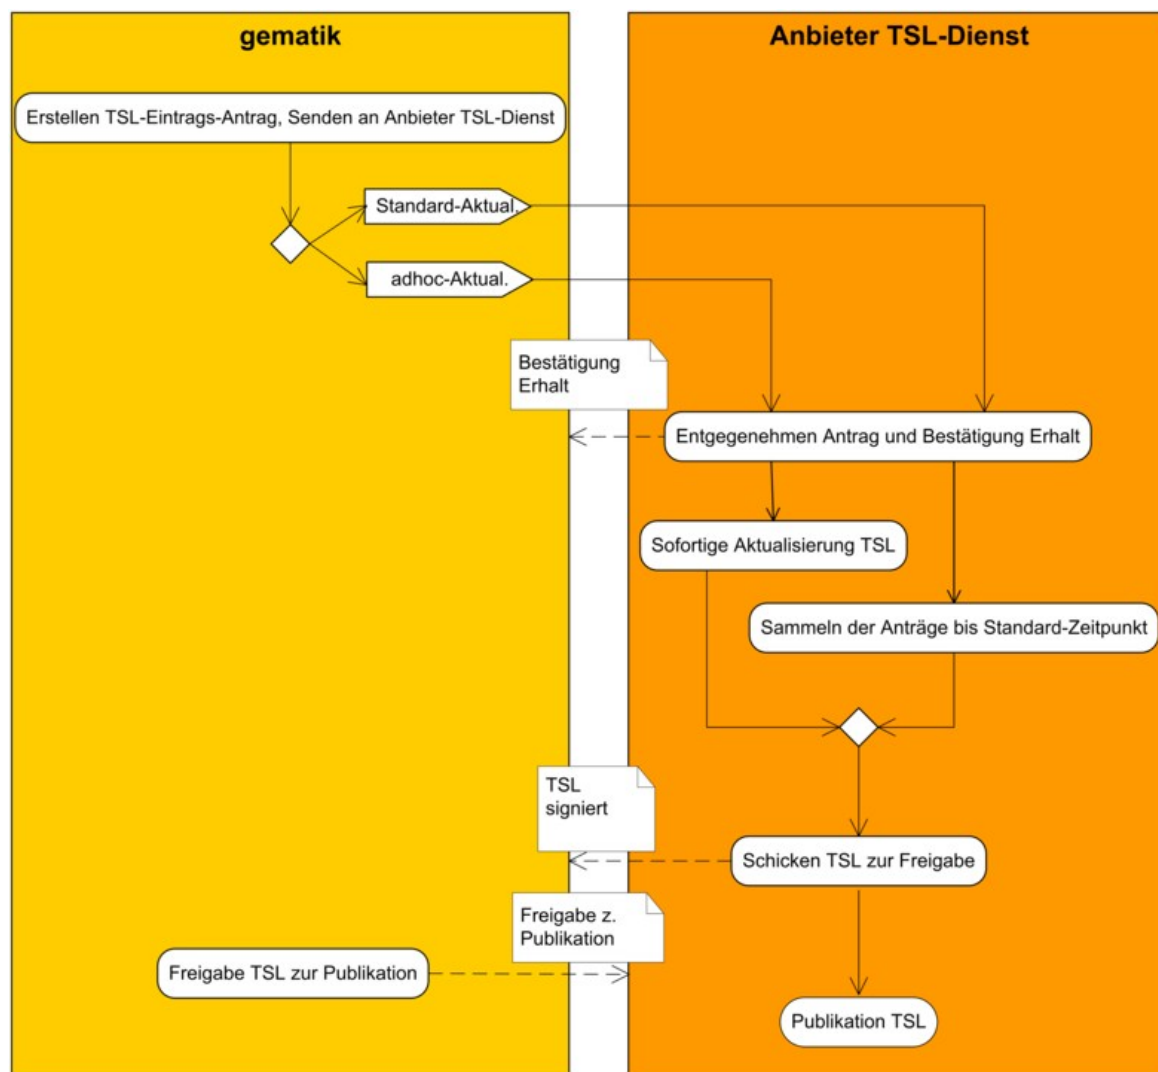 gematik
Anbieter TSL-Dienst
Erstellen TSL-Eintrags-Antrag, Senden an Anbieter TSL-Dienst
Standard-Aktual.
adhoc-Aktual.
Bestätigung
Erhalt
Entgegenehmen Antrag und Bestätigung Erhalt
Sofortige Aktualisierung TSL
Sammeln der Anträge bis Standard-Zeitpunkt
TSL
signiert
Schicken TSL zur Freigabe
Freigabe z.
Publikation
Freigabe TSL zur Publikation
Publikation TSL